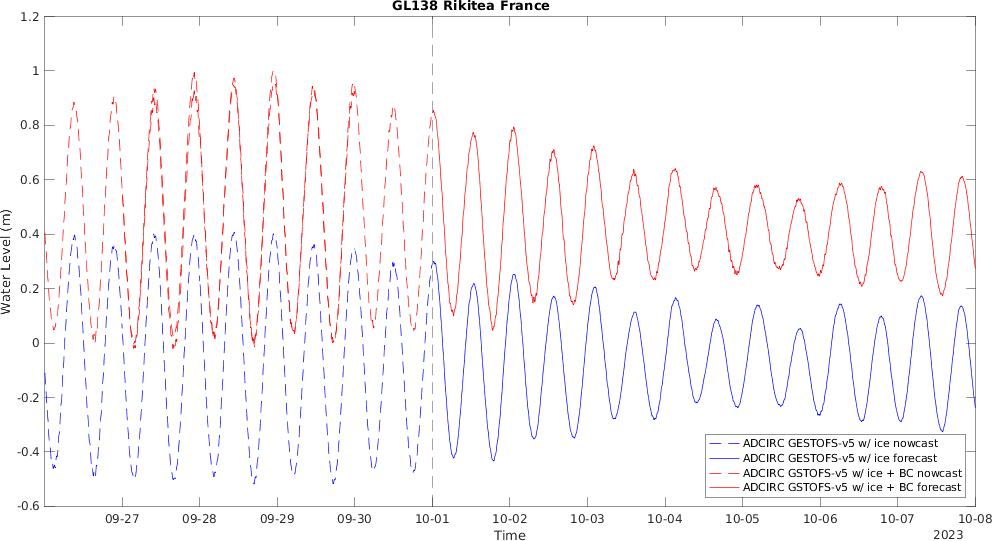 GL138 Rikitea France
1.2
1
0.8
0.6
0.4
0.2
0
-0.2
-0.4
-0.6
Water Level (m)
ADCIRC GESTOFS-v5 w/ ice nowcast
ADCIRC GESTOFS-v5 w/ ice forecast
ADCIRC GSTOFS-v5 w/ ice + BC nowcast
ADCIRC GSTOFS-v5 w/ ice + BC forecast
09-27 09-28 09-29 09-30 10-01 10-02 10-03 10-04 10-05 10-06 10-07 10-08
Time
2023